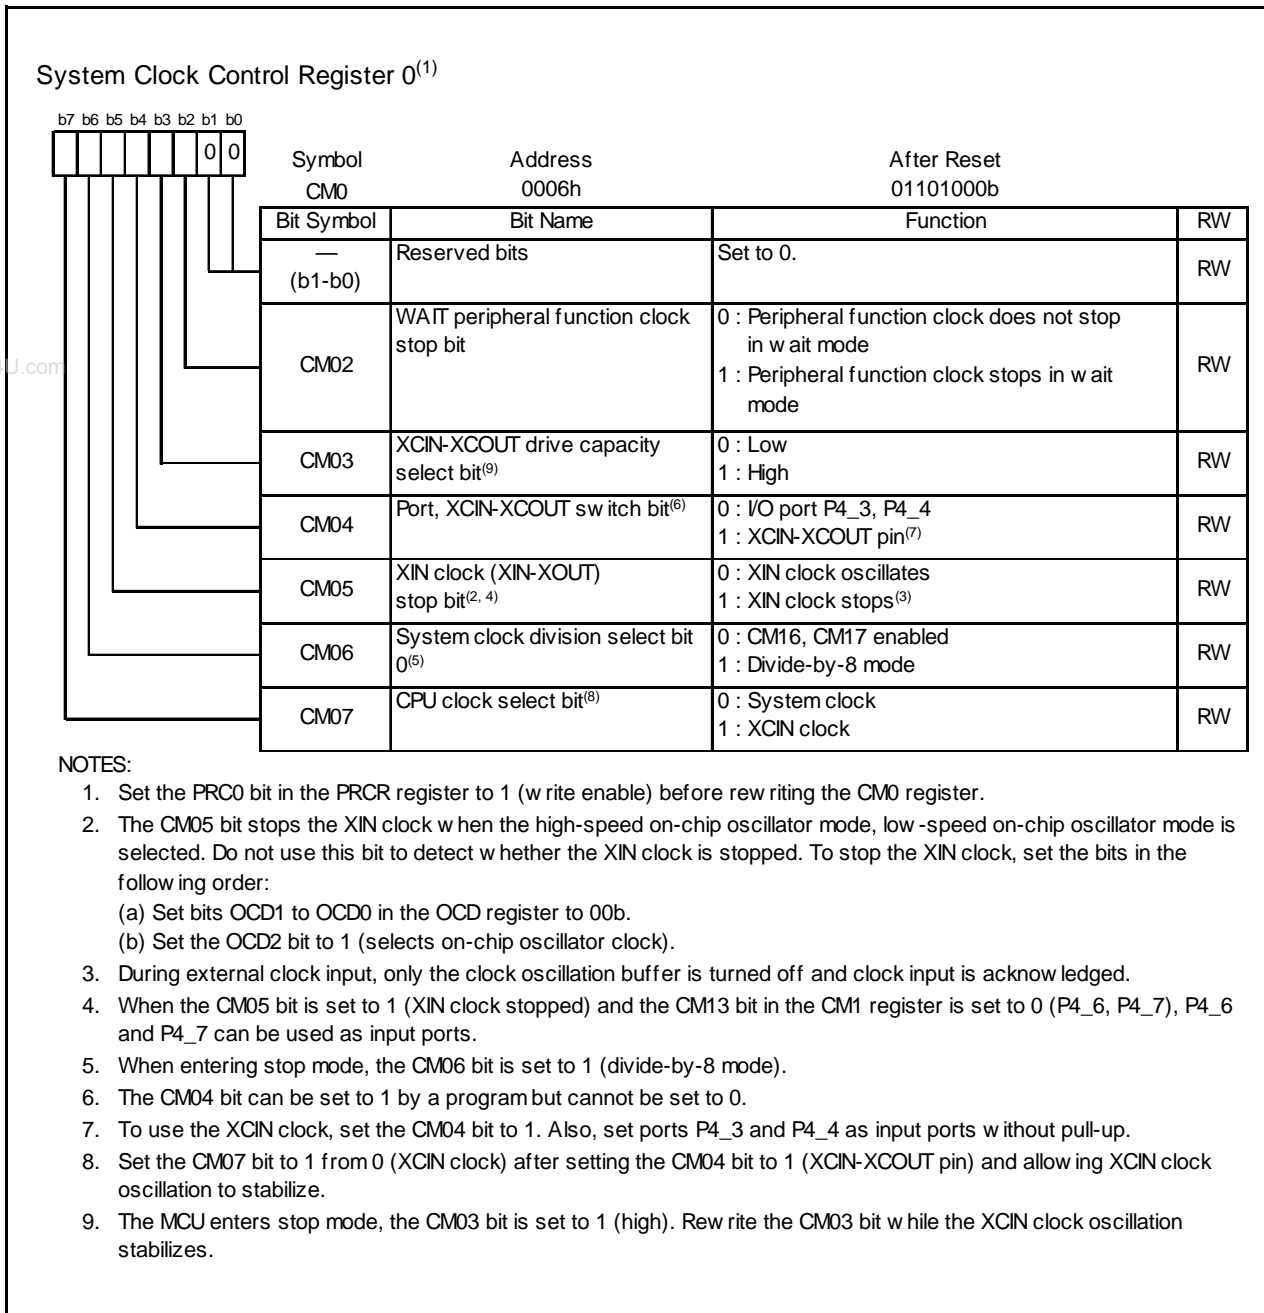 System Clock Control Register 0(1)
b7 b6 b5 b4 b3 b2 b1 b0
0 0
Symbol Address After Reset
CM0 0006h 01101000b
Bit Symbol Bit Name Function RW
— Reserved bits Set to 0. RW
(b1-b0)
CM02 WAIT peripheral function clock 0 : Peripheral function clock does not stop RW
stop bit in wait mode
1 : Peripheral function clock stops in wait
mode
CM03 XCIN-XCOUT drive capacity 0 : Low RW
select bit(9) 1 : High
CM04 Port, XCIN-XCOUT switch bit(6) 0 : I/O port P4_3, P4_4 RW
1 : XCIN-XCOUT pin(7)
CM05 XIN clock (XIN-XOUT) 0 : XIN clock oscillates RW
stop bit(2, 4) 1 : XIN clock stops(3)
CM06 System clock division select bit 0 : CM16, CM17 enabled RW
0(5) 1 : Divide-by-8 mode
CM07 CPU clock select bit(8) 0 : System clock RW
1 : XCIN clock
U.com
NOTES:
1. Set the PRC0 bit in the PRCR register to 1 (write enable) before rewriting the CM0 register.
2. The CM05 bit stops the XIN clock when the high-speed on-chip oscillator mode, low-speed on-chip oscillator mode is
selected. Do not use this bit to detect whether the XIN clock is stopped. To stop the XIN clock, set the bits in the
following order:
(a) Set bits OCD1 to OCD0 in the OCD register to 00b.
(b) Set the OCD2 bit to 1 (selects on-chip oscillator clock).
3. During external clock input, only the clock oscillation buffer is turned off and clock input is acknowledged.
4. When the CM05 bit is set to 1 (XIN clock stopped) and the CM13 bit in the CM1 register is set to 0 (P4_6, P4_7), P4_6
and P4_7 can be used as input ports.
5. When entering stop mode, the CM06 bit is set to 1 (divide-by-8 mode).
6. The CM04 bit can be set to 1 by a program but cannot be set to 0.
7. To use the XCIN clock, set the CM04 bit to 1. Also, set ports P4_3 and P4_4 as input ports without pull-up.
8. Set the CM07 bit to 1 from 0 (XCIN clock) after setting the CM04 bit to 1 (XCIN-XCOUT pin) and allowing XCIN clock
oscillation to stabilize.
9. The MCU enters stop mode, the CM03 bit is set to 1 (high). Rewrite the CM03 bit while the XCIN clock oscillation
stabilizes.